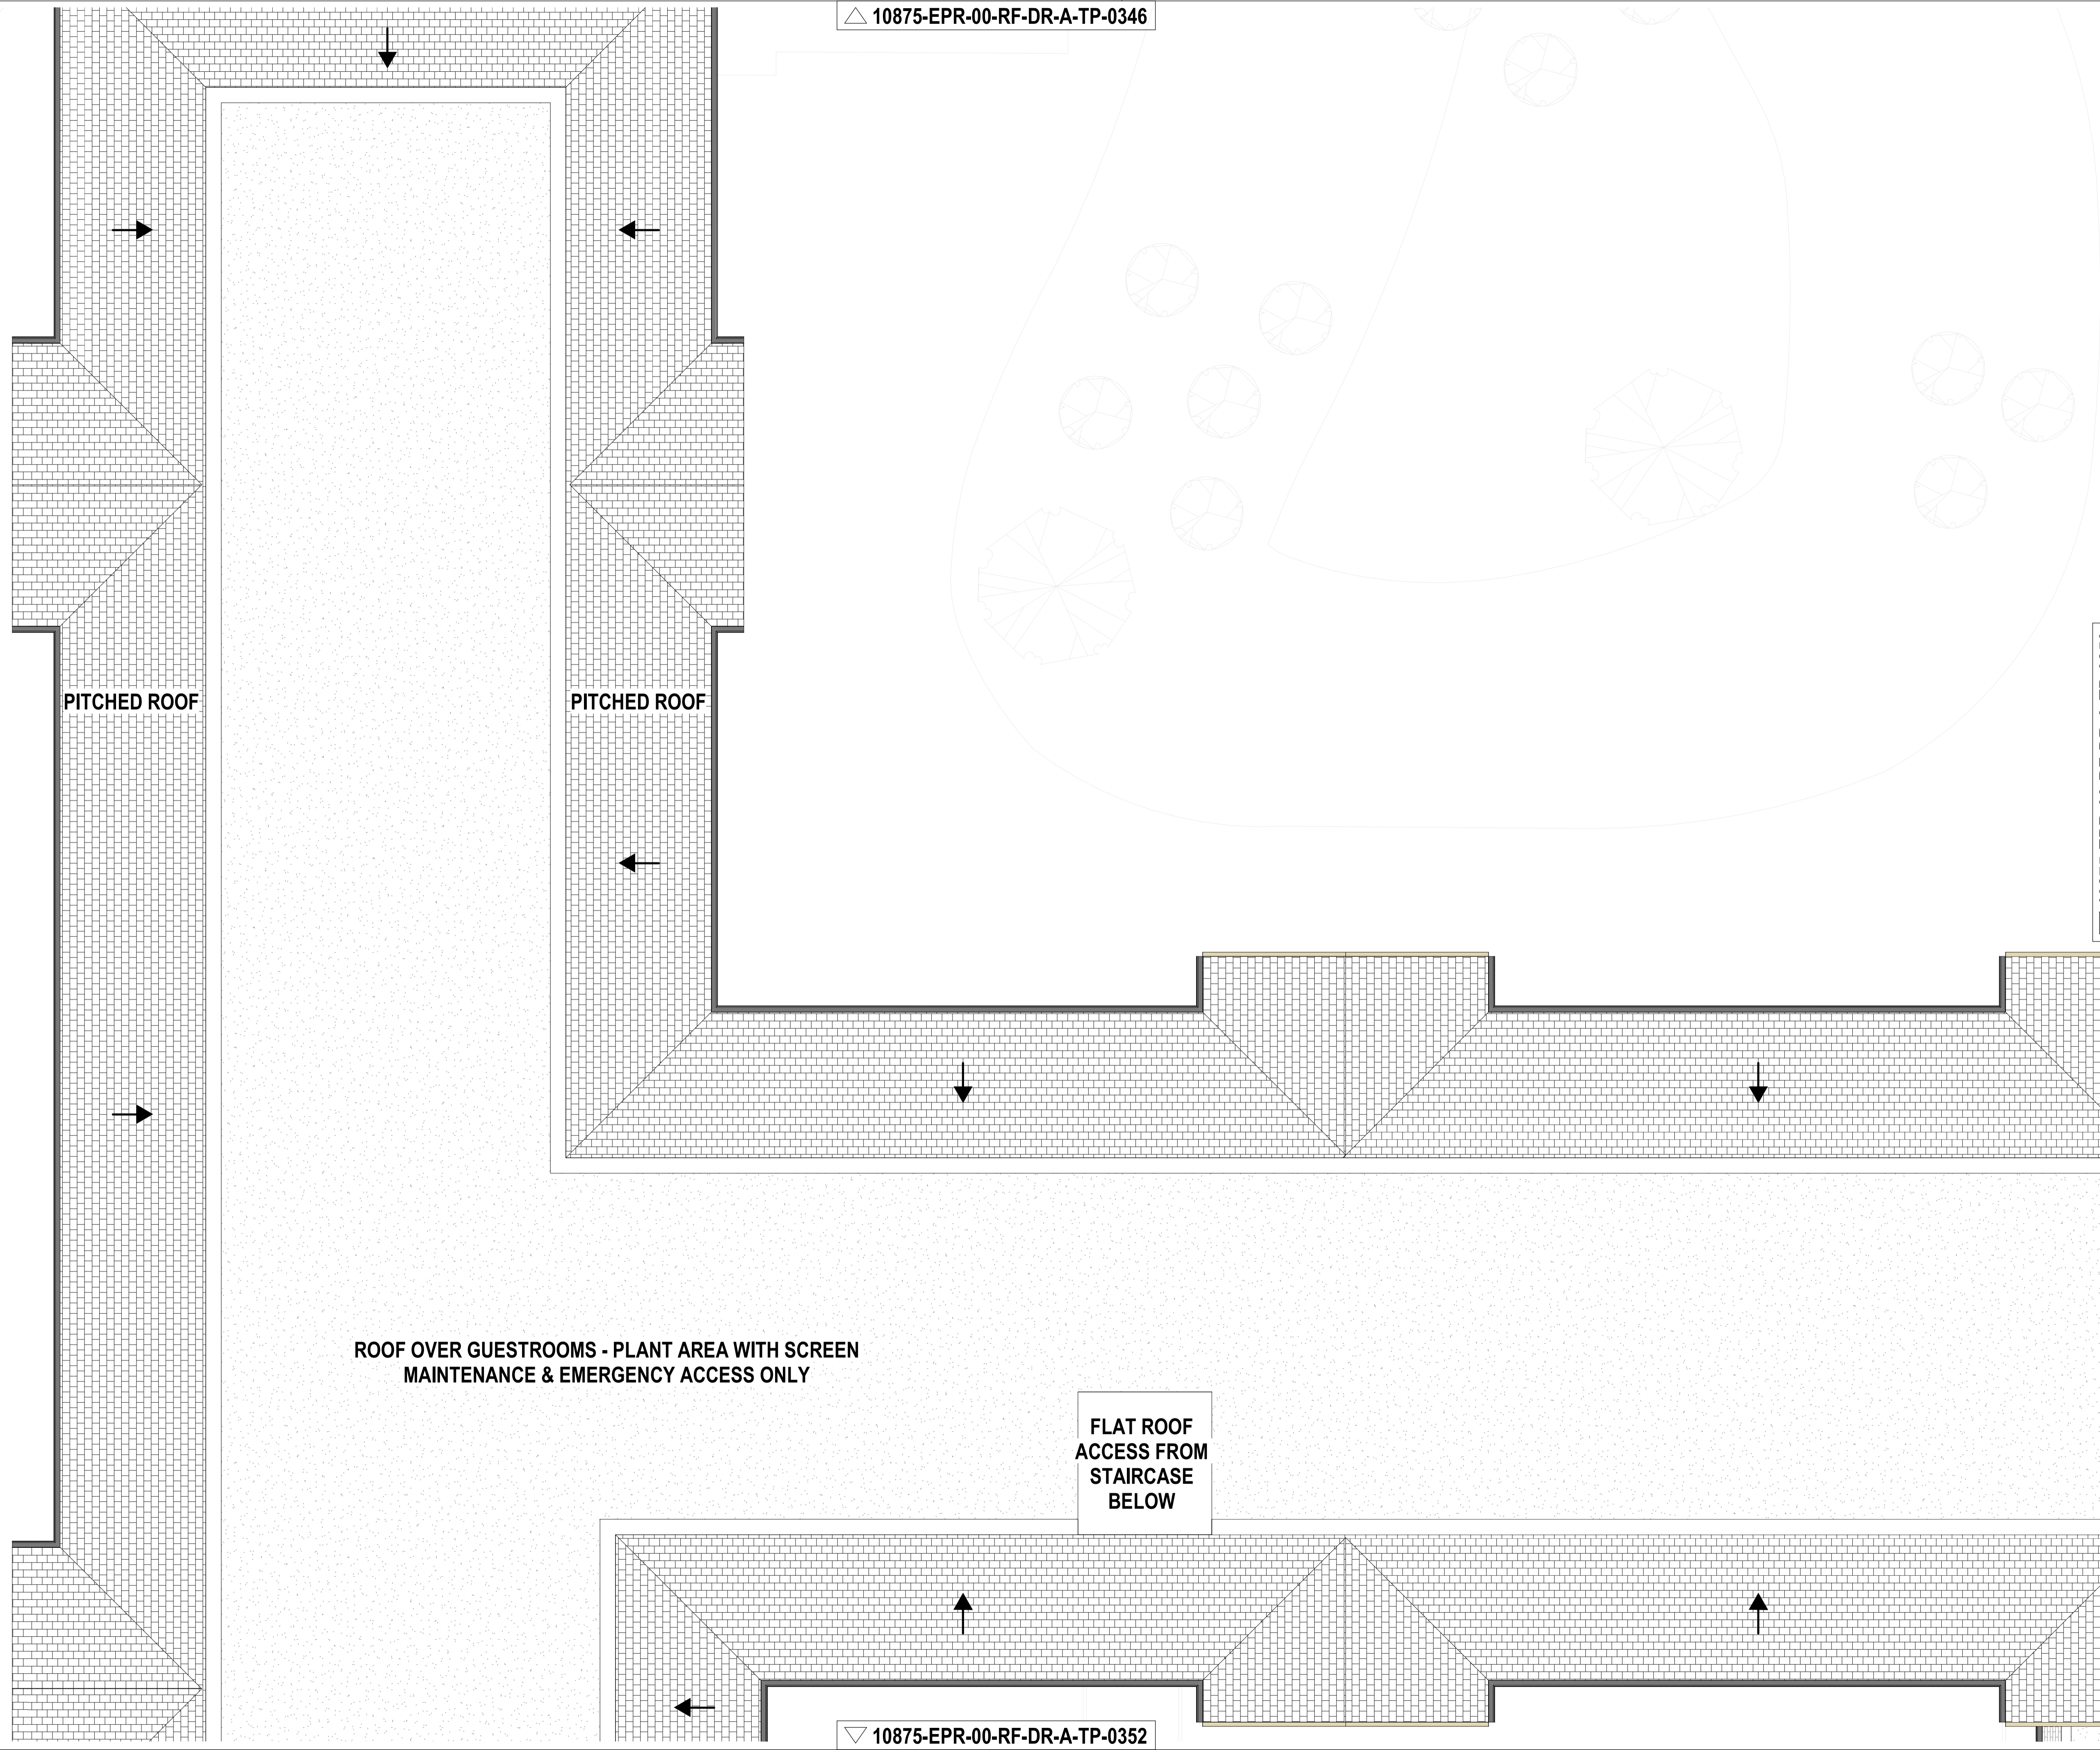 10875-EPR-00-RF-DR-A-TP-0346
PITCHED ROOF
PITCHED ROOF
ROOF OVER GUESTROOMS - PLANT AREA WITH SCREEN
MAINTENANCE & EMERGENCY ACCESS ONLY
FLAT ROOF
ACCESS FROM
STAIRCASE
BELOW
10875-EPR-00-RF-DR-A-TP-0352